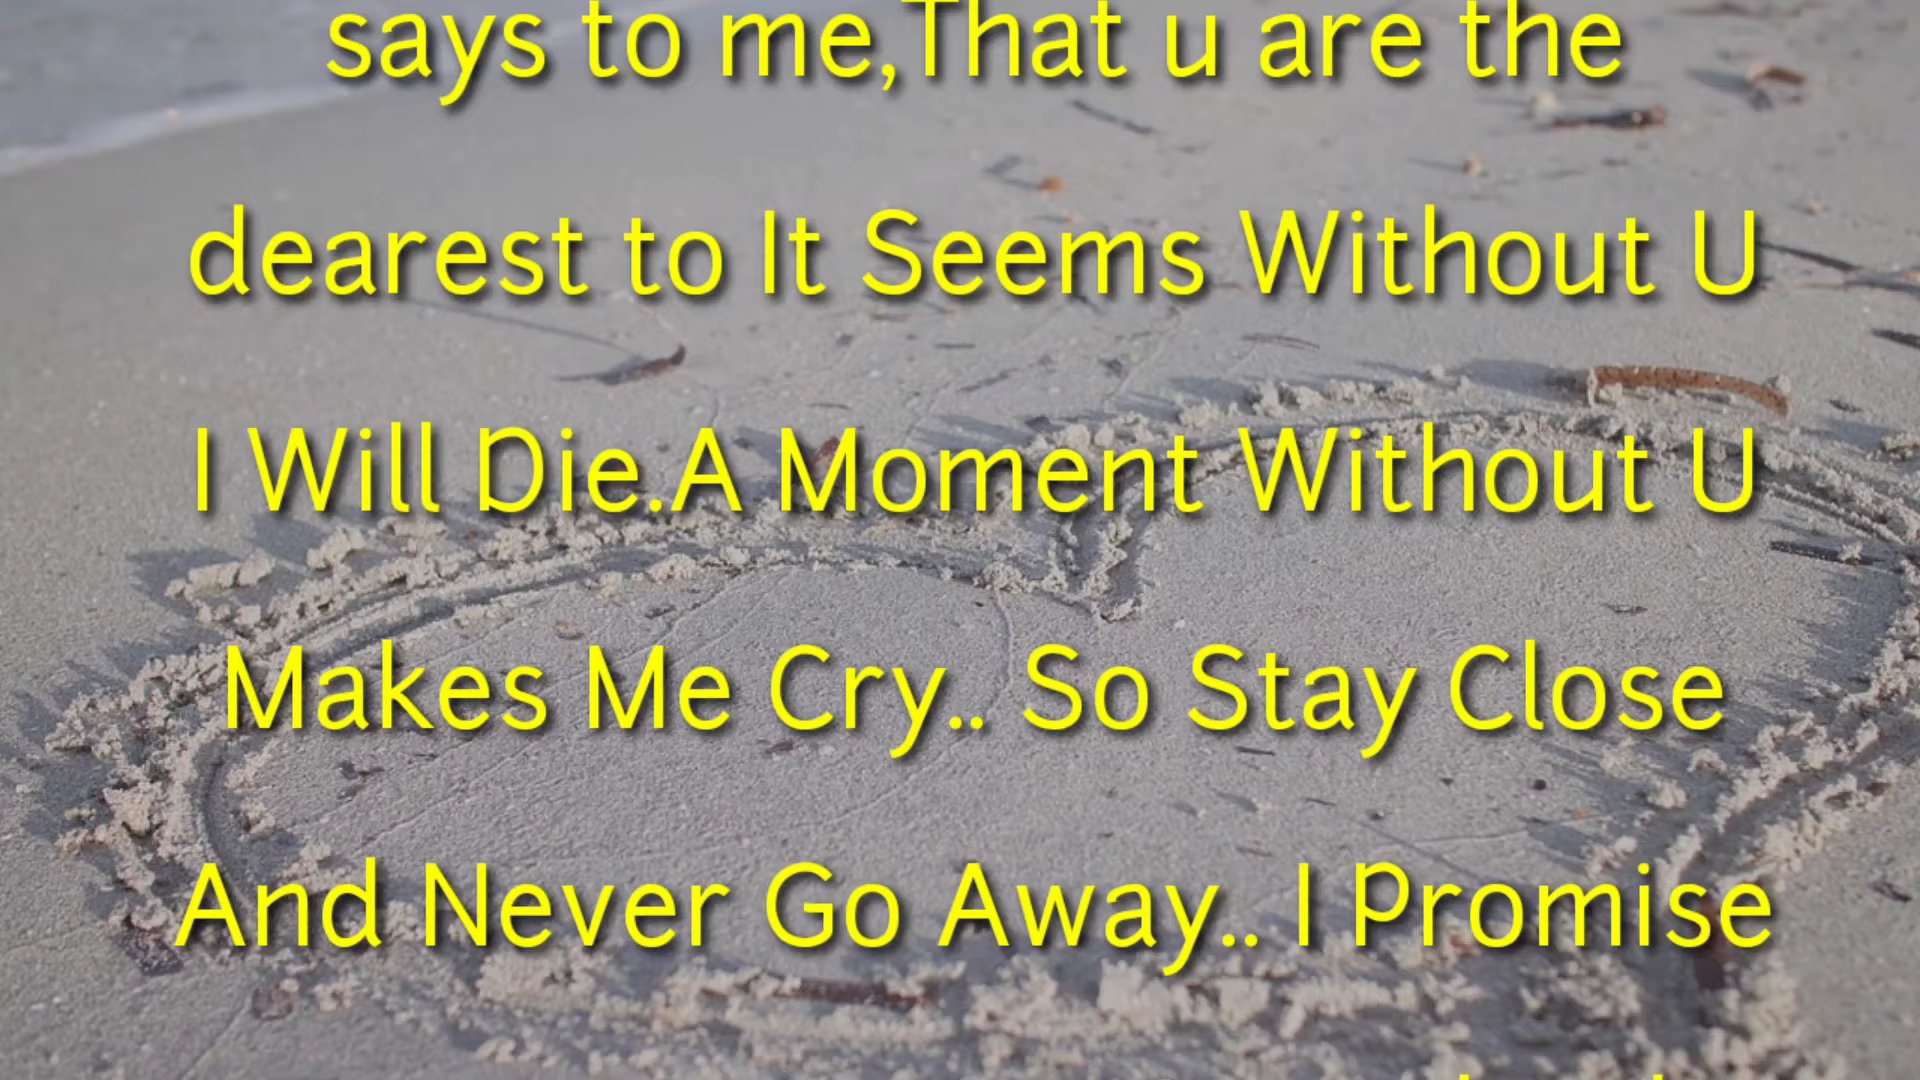 says to me,That u are the
dearest to It Seems Without U
I Will Die.A Moment Without U
Makes Me Cry.. So Stay Close
And Never Go Away.. I Promise